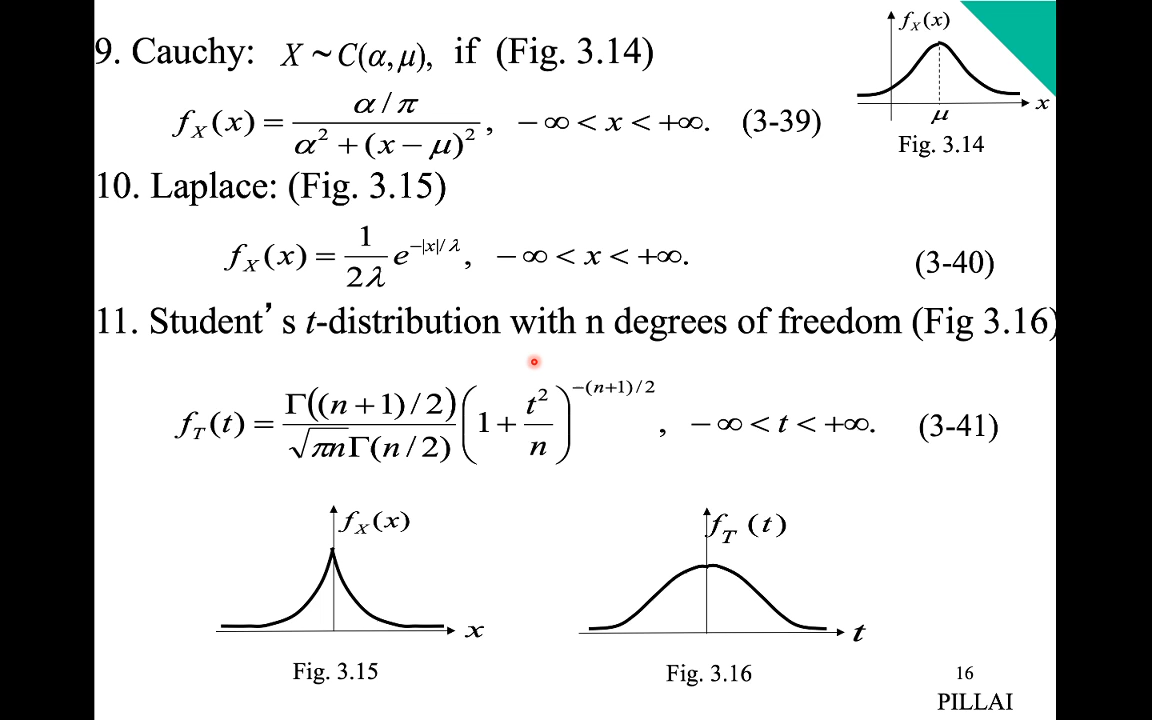 9. Cauchy: X ~ C(α, μ), if (Fig. 3.14)
f_X(x)
x
μ
Fig. 3.14
f_X(x) = (α / π) / (α² + (x − μ)²), − ∞ < x < +∞. (3-39)
10. Laplace: (Fig. 3.15)
f_X(x) = 1/(2λ) e^{−|x|/λ}, − ∞ < x < +∞. (3-40)
11. Student's t-distribution with n degrees of freedom (Fig 3.16)
f_T(t) = Γ((n + 1) / 2) / (√(πn) Γ(n / 2)) (1 + t²/n)^{−(n+1)/2}, − ∞ < t < +∞. (3-41)
f_X(x)
x
Fig. 3.15
f_T (t)
t
Fig. 3.16
16
PILLAI